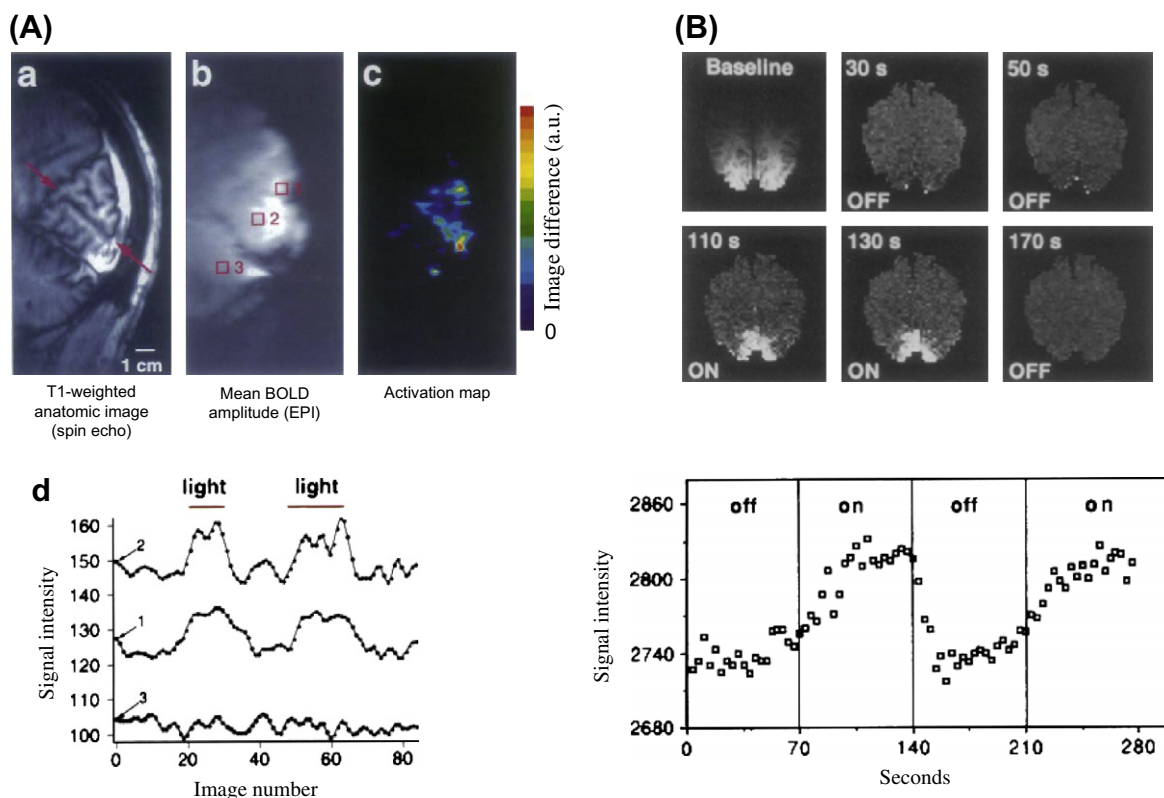 (A)
a
b
c
1
2
3
1 cm
Image difference (a.u.)
0
T1-weighted
anatomic image
(spin echo)
Mean BOLD
amplitude (EPI)
Activation map
(B)
Baseline
30 s
50 s
OFF
OFF
110 s
130 s
170 s
ON
ON
OFF
d
light
light
160
150
140
130
120
110
100
2
1
3
0
20
40
60
80
Signal intensity
Image number
2860
2800
2740
2680
off
on
off
on
0
70
140
210
280
Signal intensity
Seconds